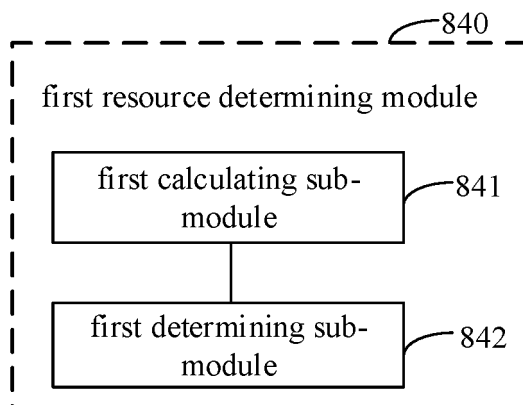 840
first resource determining module
first calculating sub-
module
841
first determining sub-
module
842